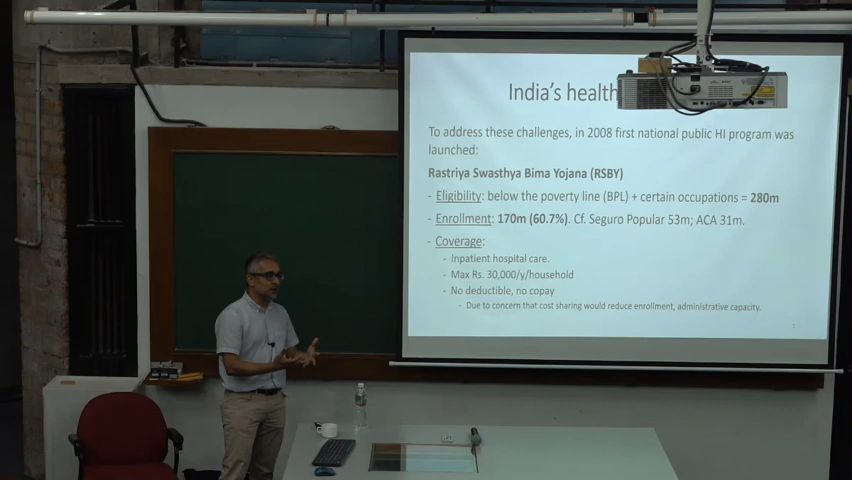 India's health
To address these challenges, in 2008 first national public HI program was
launched:
Rastriya Swasthya Bima Yojana (RSBY)
- Eligibility: below the poverty line (BPL) + certain occupations = 280m
- Enrollment: 170m (60.7%). Cf. Seguro Popular 53m; ACA 31m.
- Coverage:
- Inpatient hospital care.
- Max Rs. 30,000/y/household
- No deductible, no copay
- Due to concern that cost sharing would reduce enrollment, administrative capacity.